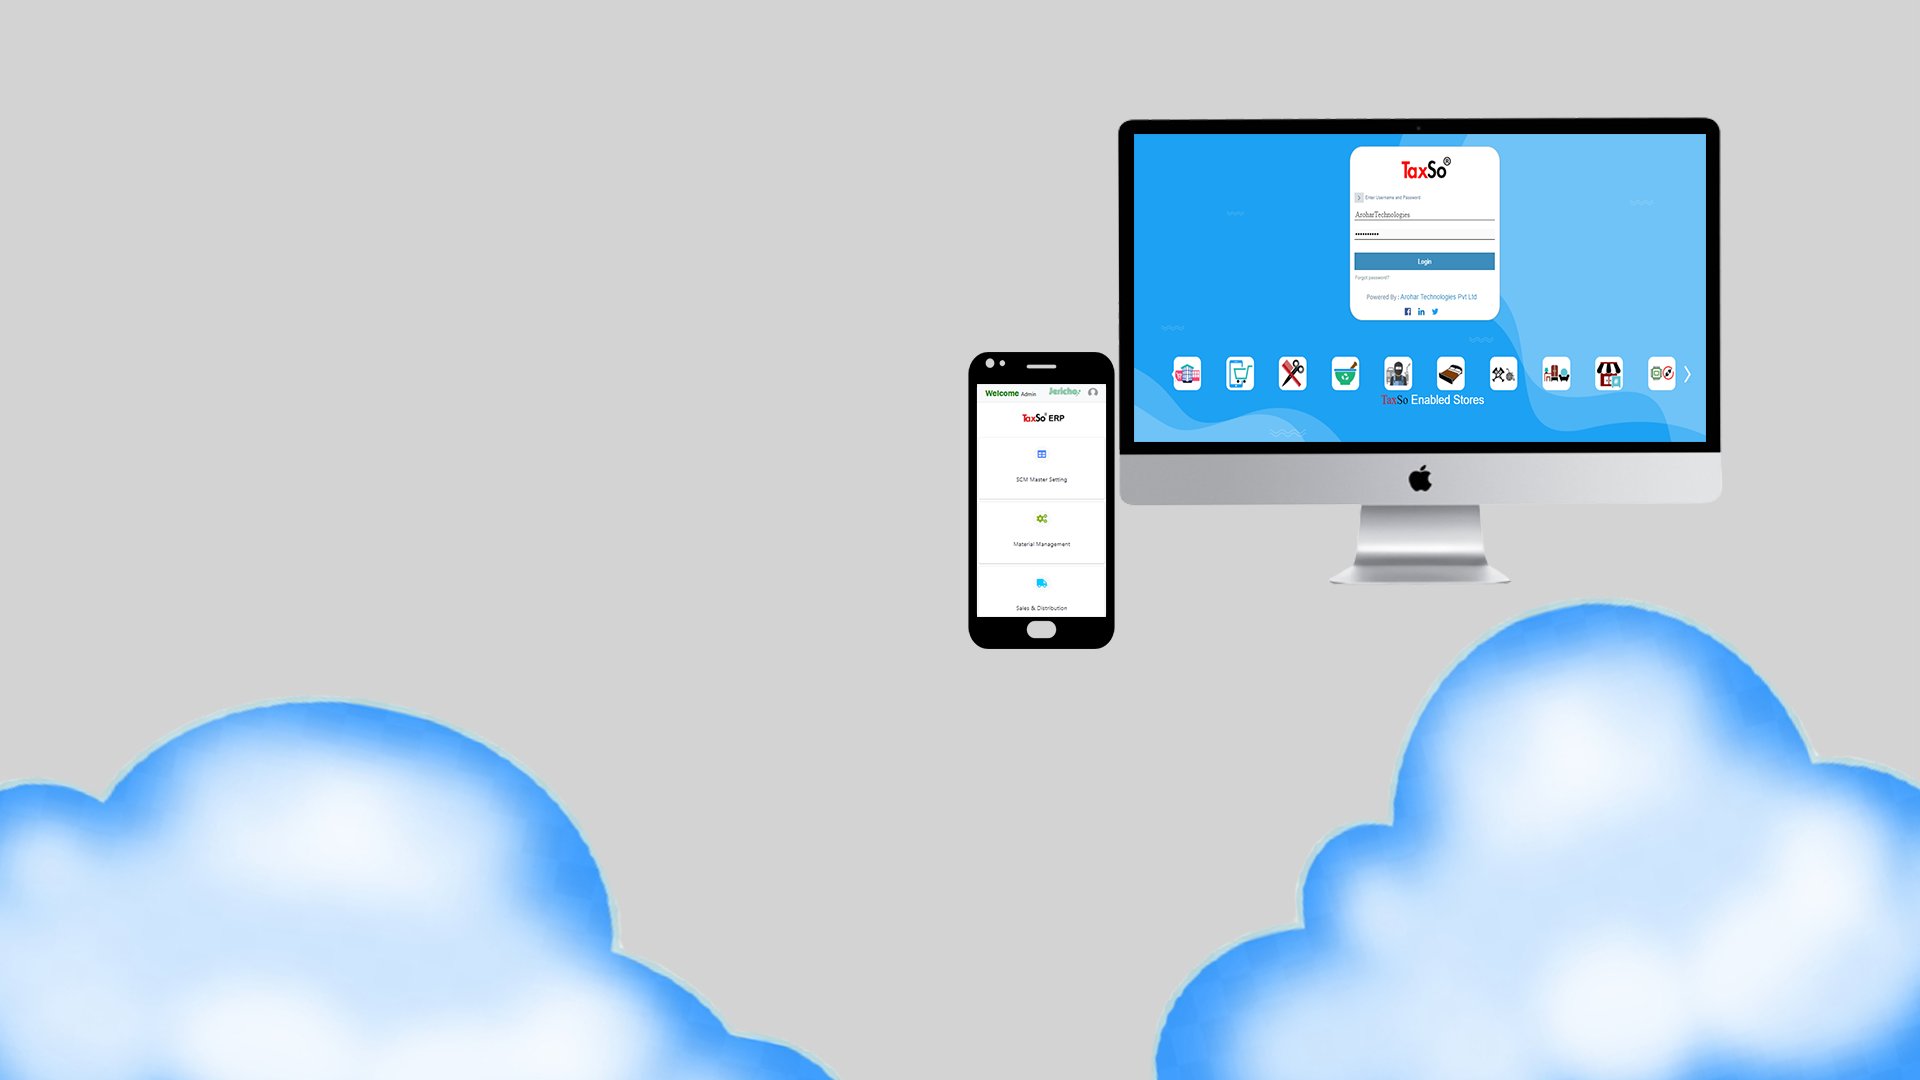 TaxSo®
Enter Username and Password
AroharTechnologies
Login
Forgot password?
Powered By : Arohar Technologies Pvt Ltd
TaxSo Enabled Stores
Welcome Admin
Jericho
TaxSo® ERP
SCM Master Setting
Material Management
Sales & Distribution